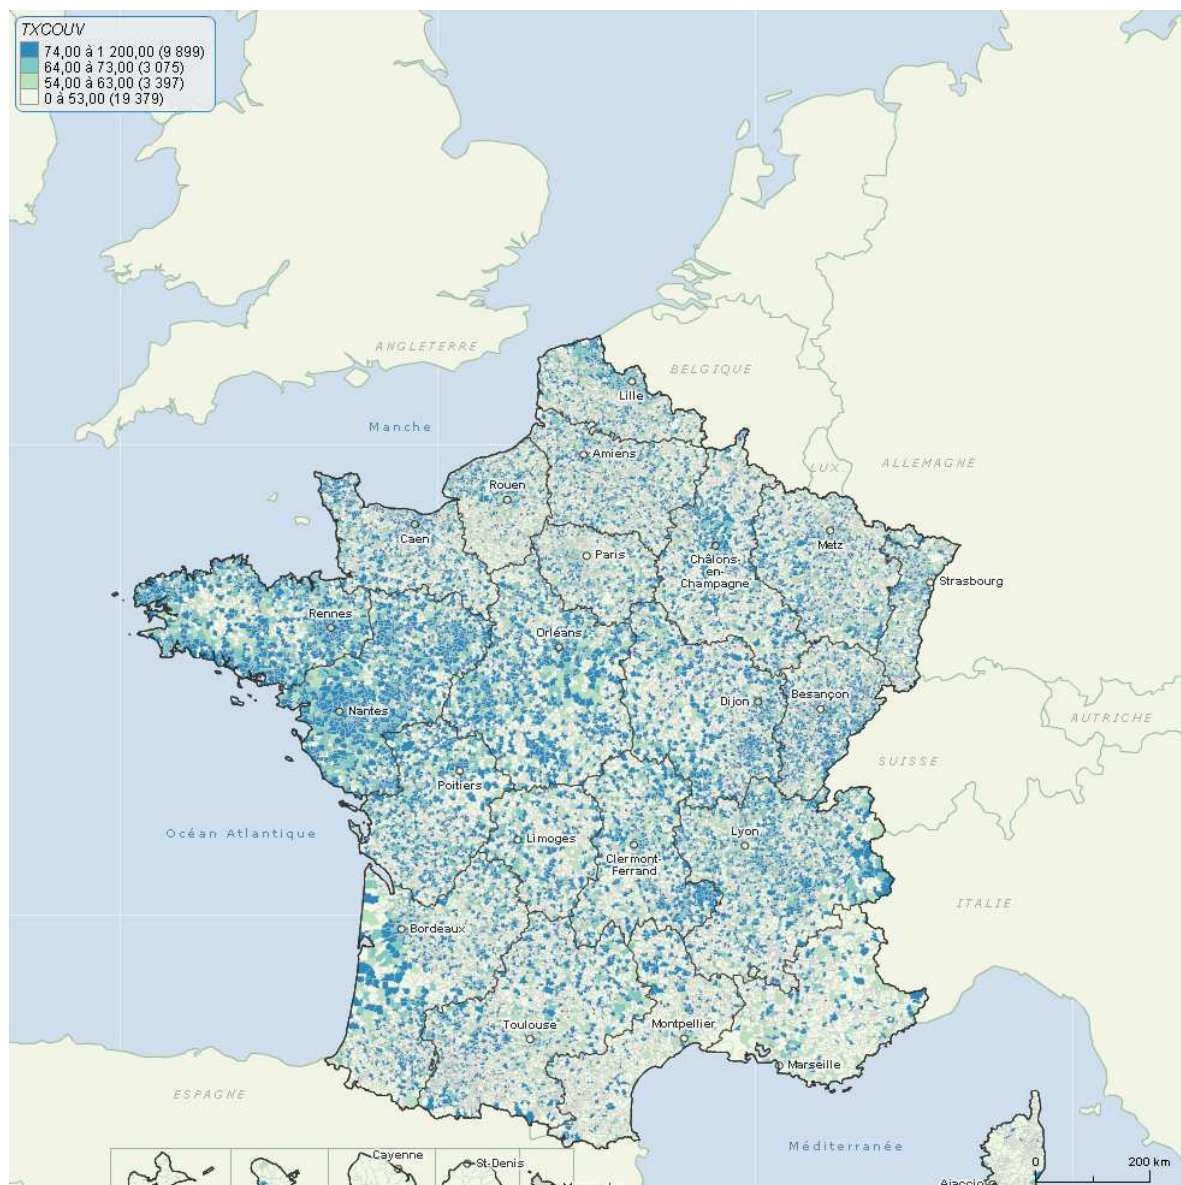 TXCOUV
74,00 à 1 200,00 (9 899)
64,00 à 73,00 (3 075)
54,00 à 63,00 (3 397)
0 à 53,00 (19 379)
ANGLETERRE
BELGIQUE
Lille
Manche
Amiens
LUX.
ALLEMAGNE
Rouen
Caen
Paris
Metz
Châlons-
en-
Champagne
Strasbourg
Rennes
Orléans
Nantes
Dijon
Besançon
AUTRICHE
SUISSE
Poitiers
Océan Atlantique
Limoges
Lyon
Clermont-
Ferrand
ITALIE
Bordeaux
Toulouse
Montpellier
Marseille
ESPAGNE
Méditerranée
Cayenne
St-Denis
0
200 km
Ajaccio